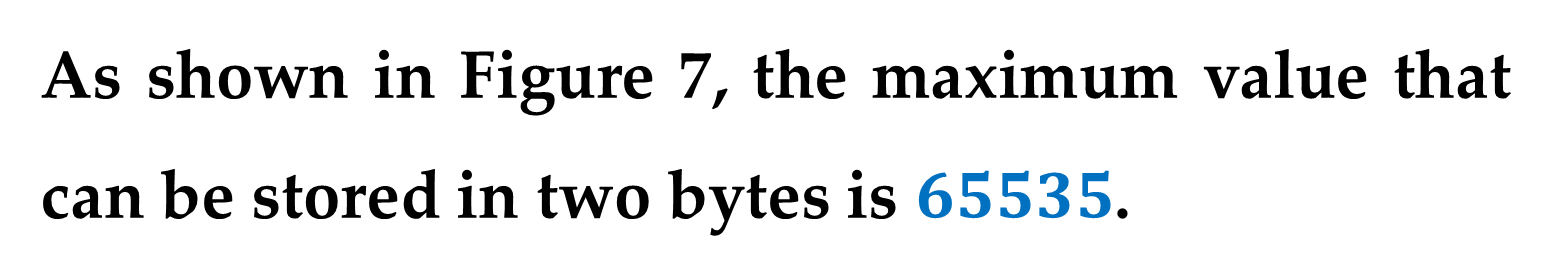 As shown in Figure 7, the maximum value that
can be stored in two bytes is 65535.